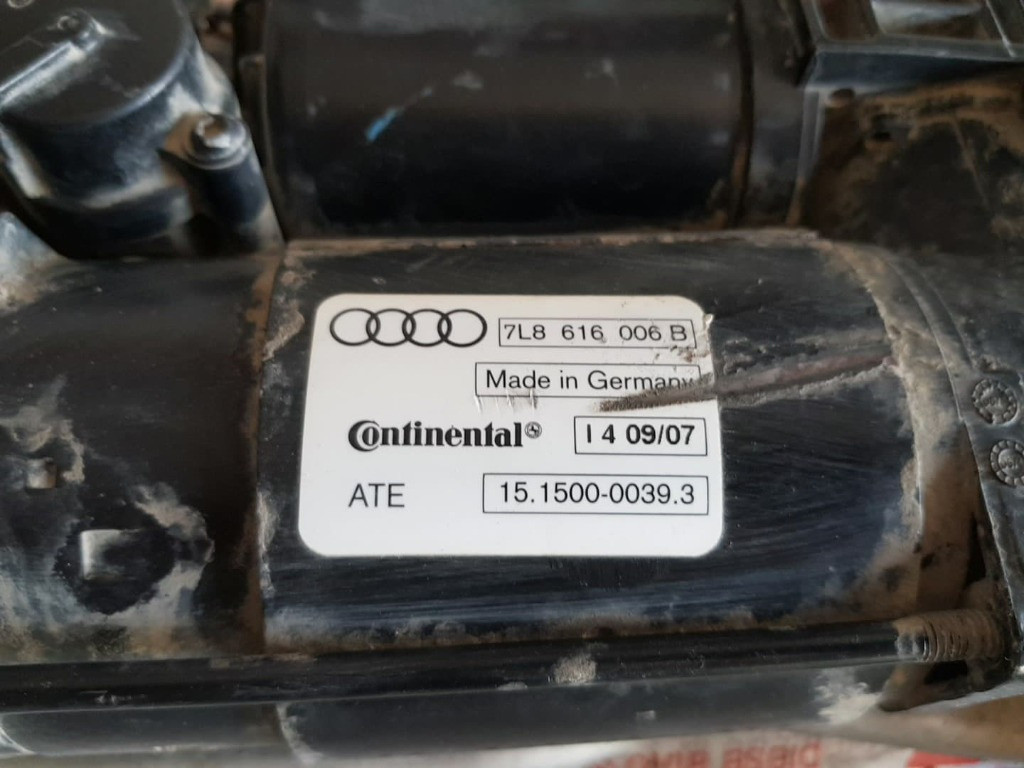 7L8 616 006 B
Made in Germany
Continental
I 4 09/07
ATE
15.1500-0039.3